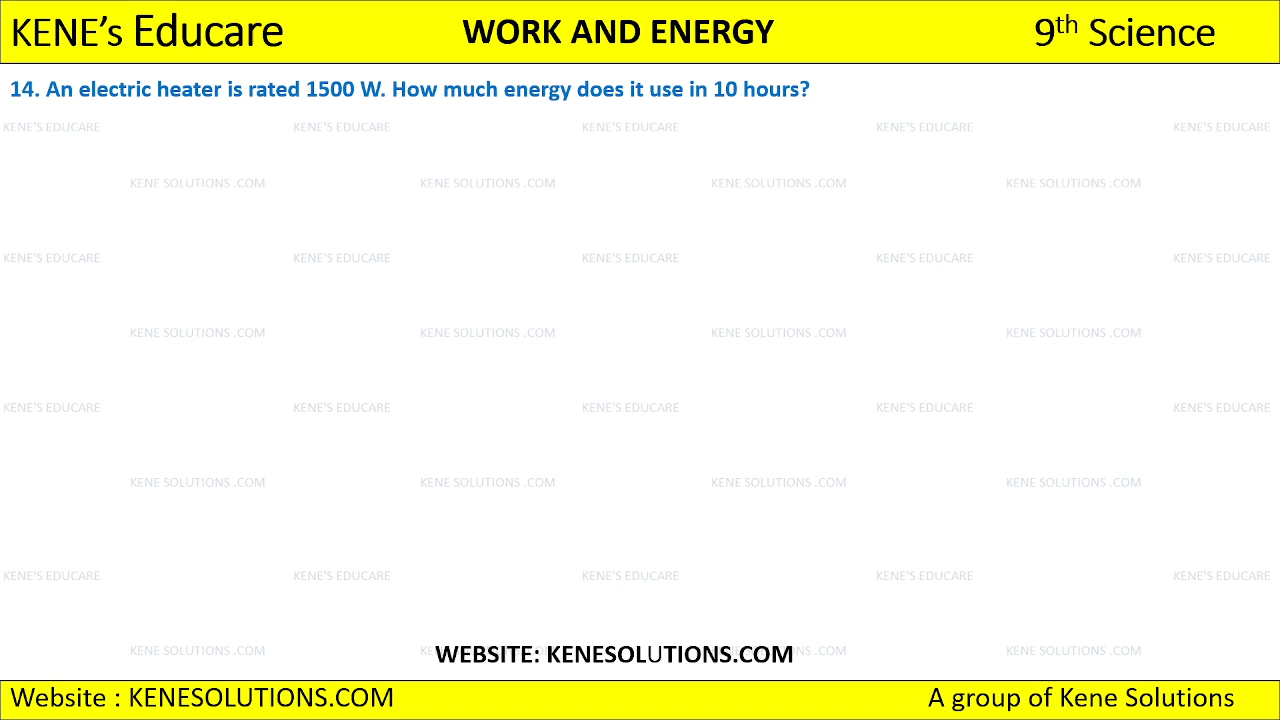 KENE's Educare WORK AND ENERGY 9th Science
14. An electric heater is rated 1500 W. How much energy does it use in 10 hours?
KENE'S EDUCARE KENE'S EDUCARE KENE'S EDUCARE KENE'S EDUCARE KENE'S EDUCARE
KENE SOLUTIONS .COM KENE SOLUTIONS .COM KENE SOLUTIONS .COM KENE SOLUTIONS .COM
KENE'S EDUCARE KENE'S EDUCARE KENE'S EDUCARE KENE'S EDUCARE KENE'S EDUCARE
KENE SOLUTIONS .COM KENE SOLUTIONS .COM KENE SOLUTIONS .COM KENE SOLUTIONS .COM
KENE'S EDUCARE KENE'S EDUCARE KENE'S EDUCARE KENE'S EDUCARE KENE'S EDUCARE
KENE SOLUTIONS .COM KENE SOLUTIONS .COM KENE SOLUTIONS .COM KENE SOLUTIONS .COM
KENE'S EDUCARE KENE'S EDUCARE KENE'S EDUCARE KENE'S EDUCARE KENE'S EDUCARE
KENE SOLUTIONS .COM WEBSITE: KENESOLUTIONS.COM KENE SOLUTIONS .COM
Website : KENESOLUTIONS.COM A group of Kene Solutions